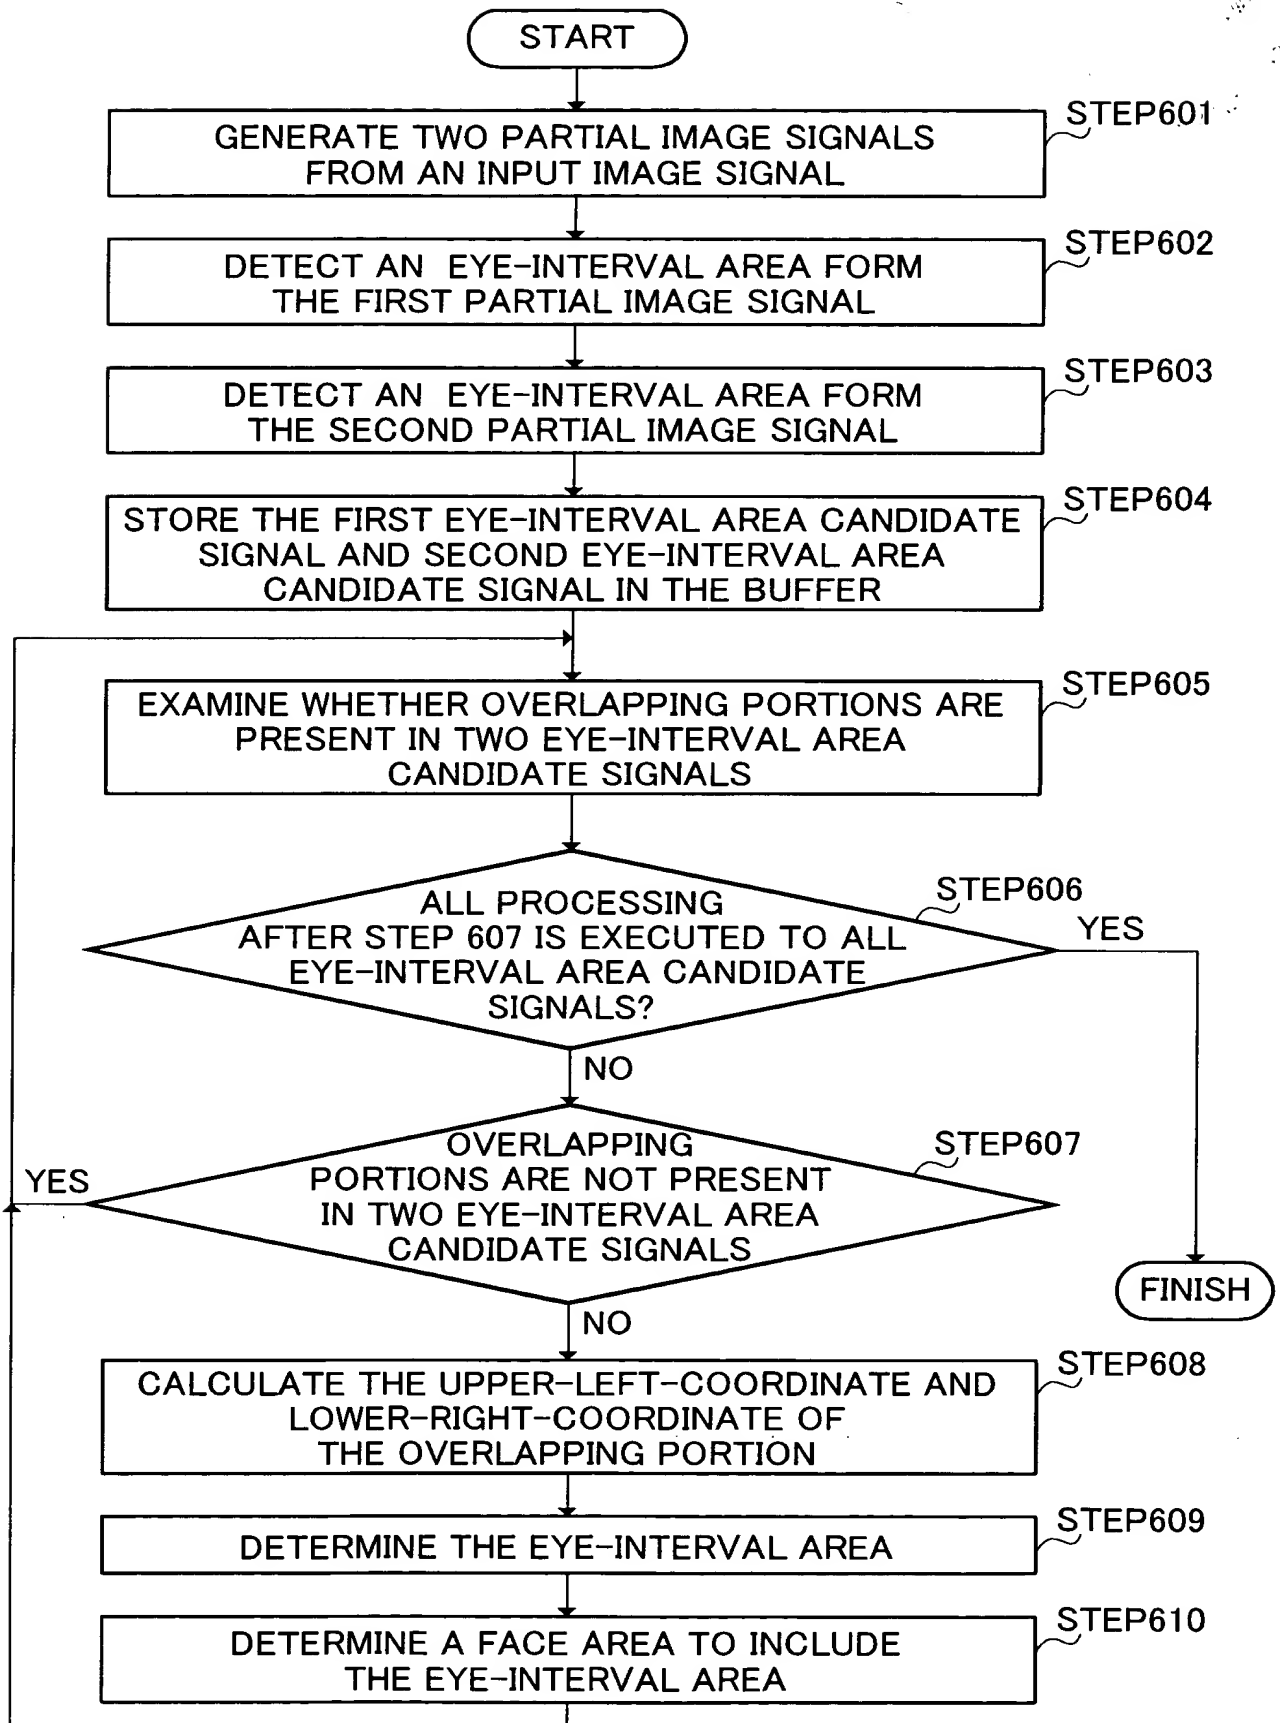 START
STEP601
GENERATE TWO PARTIAL IMAGE SIGNALS
FROM AN INPUT IMAGE SIGNAL
STEP602
DETECT AN EYE-INTERVAL AREA FORM
THE FIRST PARTIAL IMAGE SIGNAL
STEP603
DETECT AN EYE-INTERVAL AREA FORM
THE SECOND PARTIAL IMAGE SIGNAL
STEP604
STORE THE FIRST EYE-INTERVAL AREA CANDIDATE
SIGNAL AND SECOND EYE-INTERVAL AREA
CANDIDATE SIGNAL IN THE BUFFER
STEP605
EXAMINE WHETHER OVERLAPPING PORTIONS ARE
PRESENT IN TWO EYE-INTERVAL AREA
CANDIDATE SIGNALS
STEP606
ALL PROCESSING
AFTER STEP 607 IS EXECUTED TO ALL
EYE-INTERVAL AREA CANDIDATE
SIGNALS?
YES
NO
STEP607
OVERLAPPING
PORTIONS ARE NOT PRESENT
IN TWO EYE-INTERVAL AREA
CANDIDATE SIGNALS
YES
FINISH
NO
STEP608
CALCULATE THE UPPER-LEFT-COORDINATE AND
LOWER-RIGHT-COORDINATE OF
THE OVERLAPPING PORTION
STEP609
DETERMINE THE EYE-INTERVAL AREA
STEP610
DETERMINE A FACE AREA TO INCLUDE
THE EYE-INTERVAL AREA